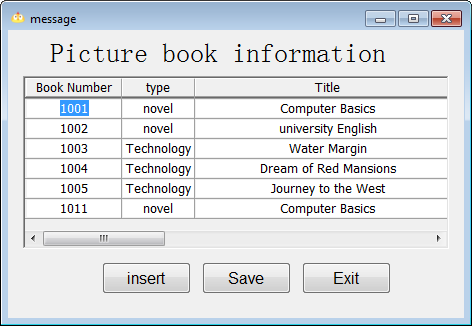 message
Picture book information
Book Number type Title
1001 novel Computer Basics
1002 novel university English
1003 Technology Water Margin
1004 Technology Dream of Red Mansions
1005 Technology Journey to the West
1011 novel Computer Basics
insert Save Exit